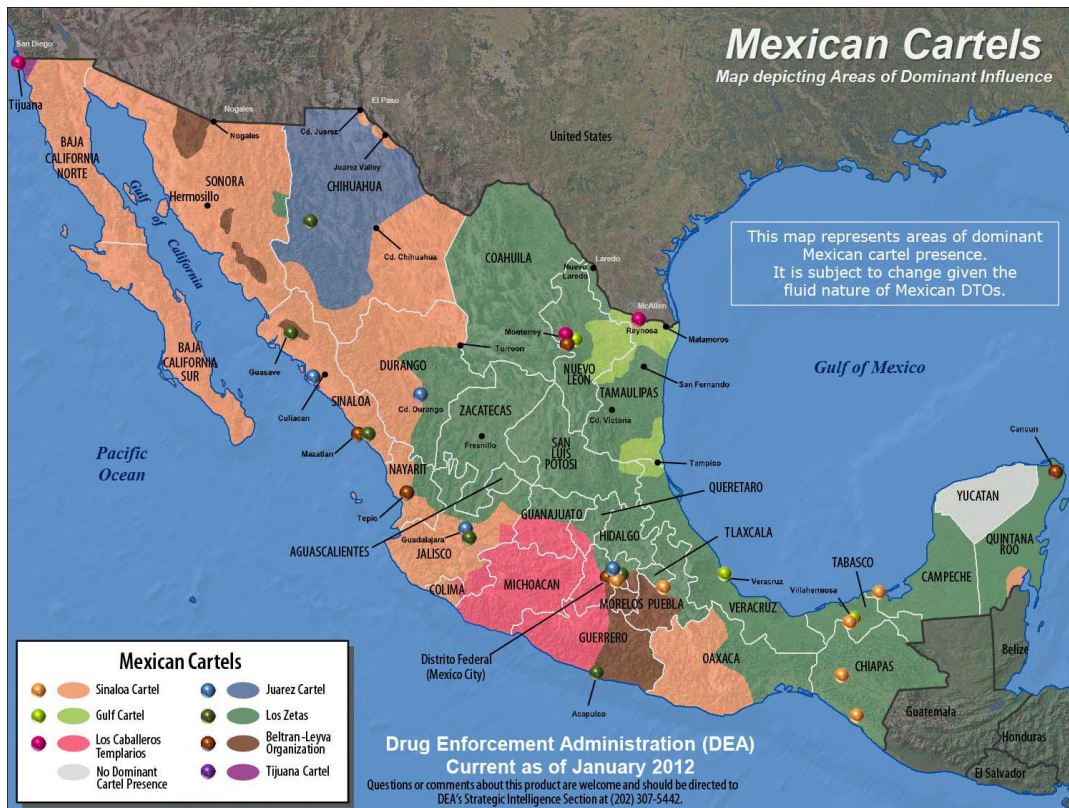 Mexican Cartels
Map depicting Areas of Dominant Influence
San Diego
Tijuana
BAJA
CALIFORNIA
NORTE
Nogales
Nogales
SONORA
Hermosillo
Gulf of California
El Paso
Cd. Juarez
Juarez Valley
CHIHUAHUA
Cd. Chihuahua
United States
This map represents areas of dominant
Mexican cartel presence.
It is subject to change given the
fluid nature of Mexican DTOs.
COAHUILA
Nuevo
Laredo
Laredo
McAllen
Reynosa
Matamoros
Monterrey
Torreon
BAJA
CALIFORNIA
SUR
Guasave
DURANGO
NUEVO
LEON
TAMAULIPAS
San Fernando
Gulf of Mexico
Culiacan
SINALOA
Cd. Durango
ZACATECAS
Cd. Victoria
Fresnillo
Mazatlan
SAN
LUIS
POTOSI
Tampico
Cancun
Pacific
Ocean
NAYARIT
QUERETARO
YUCATAN
Tepic
GUANAJUATO
HIDALGO
TLAXCALA
QUINTANA
ROO
AGUASCALIENTES
Guadalajara
JALISCO
TABASCO
CAMPECHE
COLIMA
MICHOACAN
Veracruz
Villahermosa
MORELOS
PUEBLA
VERACRUZ
GUERRERO
Distrito Federal
(Mexico City)
OAXACA
CHIAPAS
Belize
Acapulco
Guatemala
Honduras
El Salvador
Mexican Cartels
Sinaloa Cartel
Juarez Cartel
Gulf Cartel
Los Zetas
Los Caballeros
Templarios
Beltran-Leyva
Organization
No Dominant
Cartel Presence
Tijuana Cartel
Drug Enforcement Administration (DEA)
Current as of January 2012
Questions or comments about this product are welcome and should be directed to
DEA's Strategic Intelligence Section at (202) 307-5442.